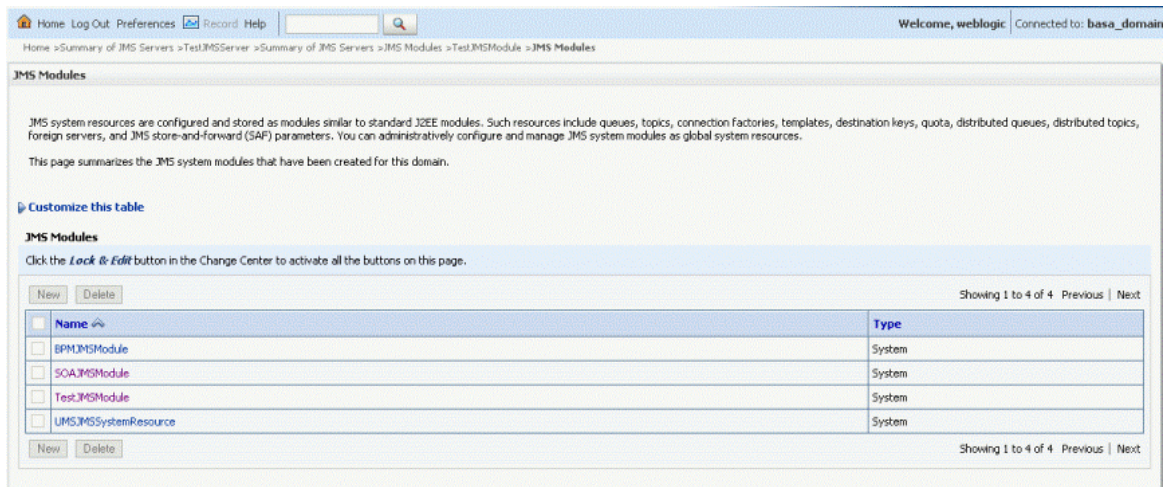 Home Log Out Preferences Record Help
Welcome, weblogic Connected to: basa_domain
Home >Summary of JMS Servers >TestJMSServer >Summary of JMS Servers >JMS Modules >TestJMSModule >JMS Modules
JMS Modules
JMS system resources are configured and stored as modules similar to standard J2EE modules. Such resources include queues, topics, connection factories, templates, destination keys, quota, distributed queues, distributed topics,
foreign servers, and JMS store-and-forward (SAF) parameters. You can administratively configure and manage JMS system modules as global system resources.
This page summarizes the JMS system modules that have been created for this domain.
Customize this table
JMS Modules
Click the Lock & Edit button in the Change Center to activate all the buttons on this page.
New Delete Showing 1 to 4 of 4 Previous | Next
Name Type
BPMJMSModule System
SOAJMSModule System
TestJMSModule System
UMSJMSSystemResource System
New Delete Showing 1 to 4 of 4 Previous | Next